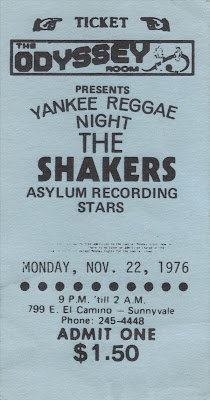 TICKET
THE
ODYSSEY
ROOM
PRESENTS
YANKEE REGGAE
NIGHT
THE
SHAKERS
ASYLUM RECORDING
STARS
MONDAY, NOV. 22, 1976
9 P.M. 'till 2 A.M.
799 E. El Camino — Sunnyvale
Phone: 245-4448
ADMIT ONE
$1.50